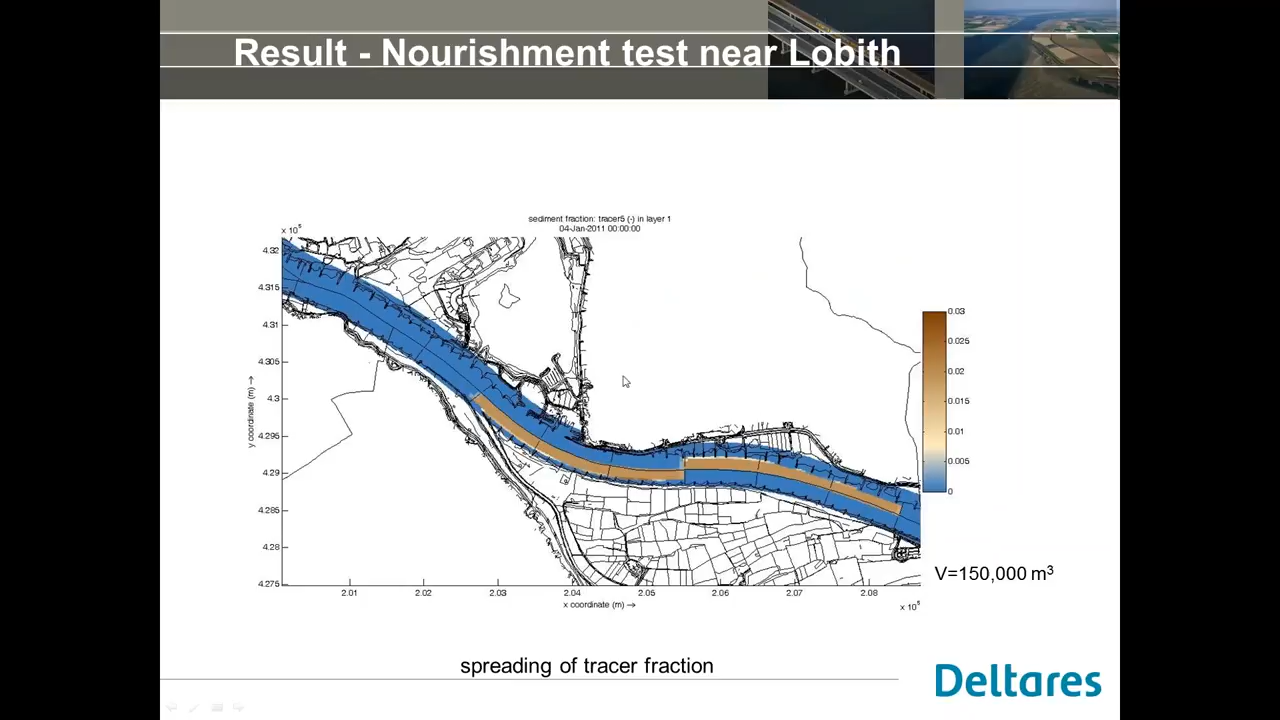 Result - Nourishment test near Lobith
sediment fraction: tracer5 (-) in layer 1
04-Jan-2011 00:00:00
x 10⁵
4.32
4.315
4.31
4.305
4.3
4.295
4.29
4.285
4.28
4.275
y coordinate (m) →
2.01 2.02 2.03 2.04 2.05 2.06 2.07 2.08
x coordinate (m) →
x 10⁵
0.03
0.025
0.02
0.015
0.01
0.005
0
V=150,000 m³
spreading of tracer fraction
Deltares